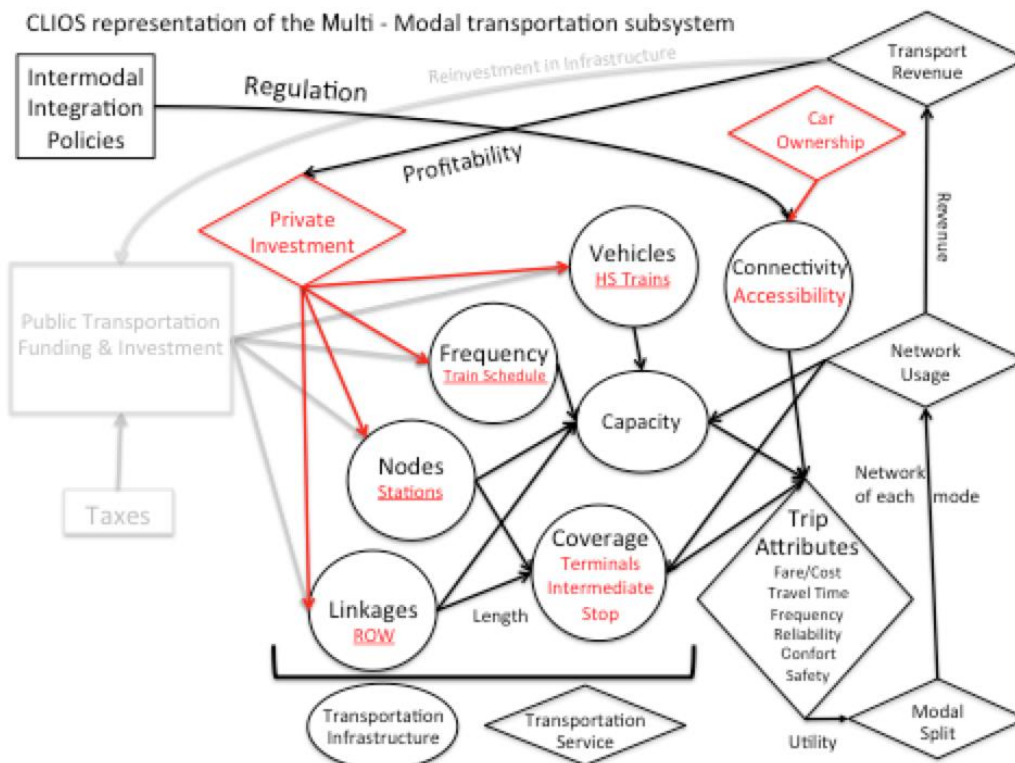 CLIOS representation of the Multi - Modal transportation subsystem
Intermodal
Integration
Policies
Regulation
Reinvestment in Infrastructure
Transport
Revenue
Car
Ownership
Profitability
Private
Investment
Revenue
Vehicles
HS Trains
Connectivity
Accessibility
Public Transportation
Funding & Investment
Frequency
Train Schedule
Network
Usage
Capacity
Nodes
Stations
Network
of each mode
Taxes
Trip
Attributes
Fare/Cost
Travel Time
Frequency
Reliability
Confort
Safety
Coverage
Terminals
Intermediate
Stop
Linkages
ROW
Length
Transportation
Infrastructure
Transportation
Service
Utility
Modal
Split